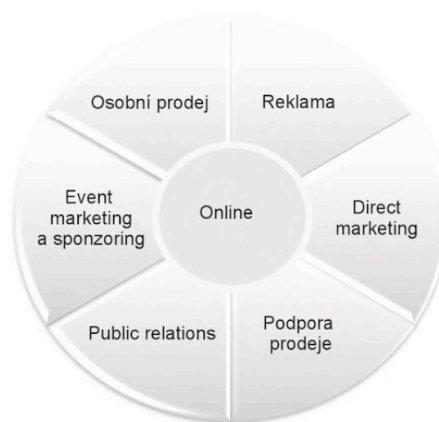 Osobní prodej
Reklama
Event
marketing
a sponzoring
Online
Direct
marketing
Public relations
Podpora
prodeje